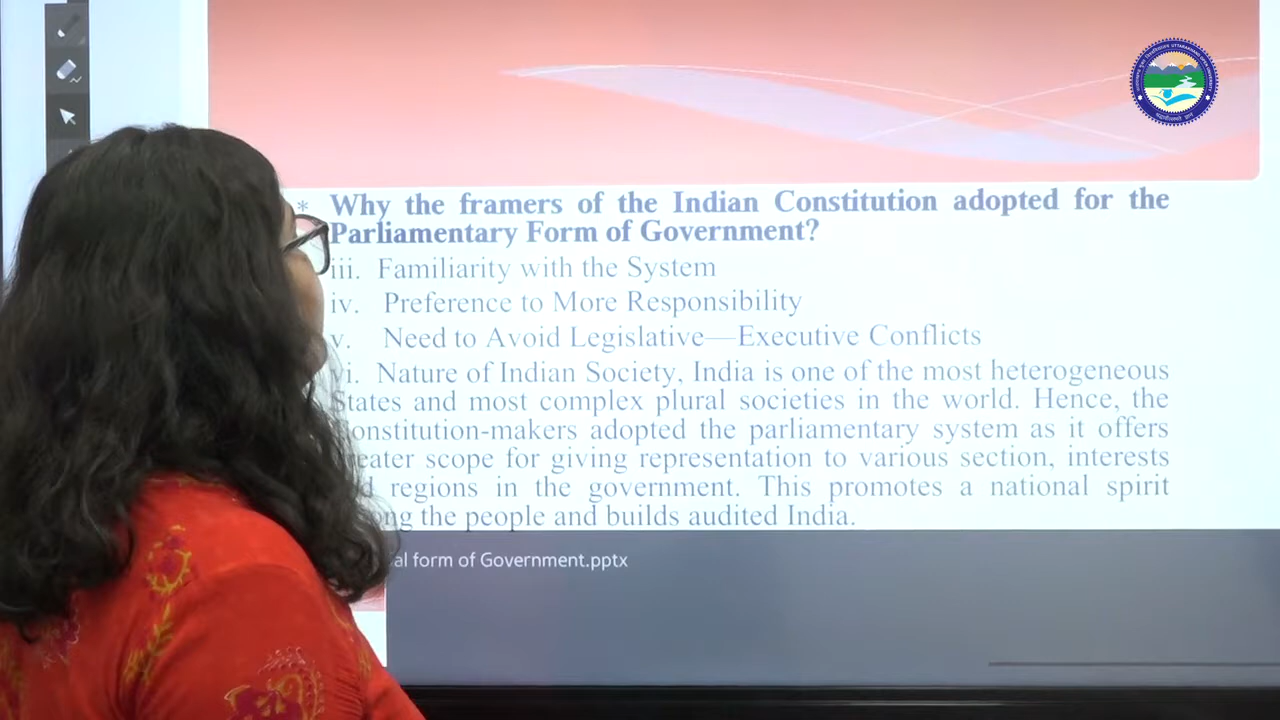 * Why the framers of the Indian Constitution adopted for the
Parliamentary Form of Government?
iii. Familiarity with the System
iv. Preference to More Responsibility
v. Need to Avoid Legislative—Executive Conflicts
vi. Nature of Indian Society, India is one of the most heterogeneous
States and most complex plural societies in the world. Hence, the
onstitution-makers adopted the parliamentary system as it offers
reater scope for giving representation to various section, interests
d regions in the government. This promotes a national spirit
ong the people and builds audited India.
al form of Government.pptx